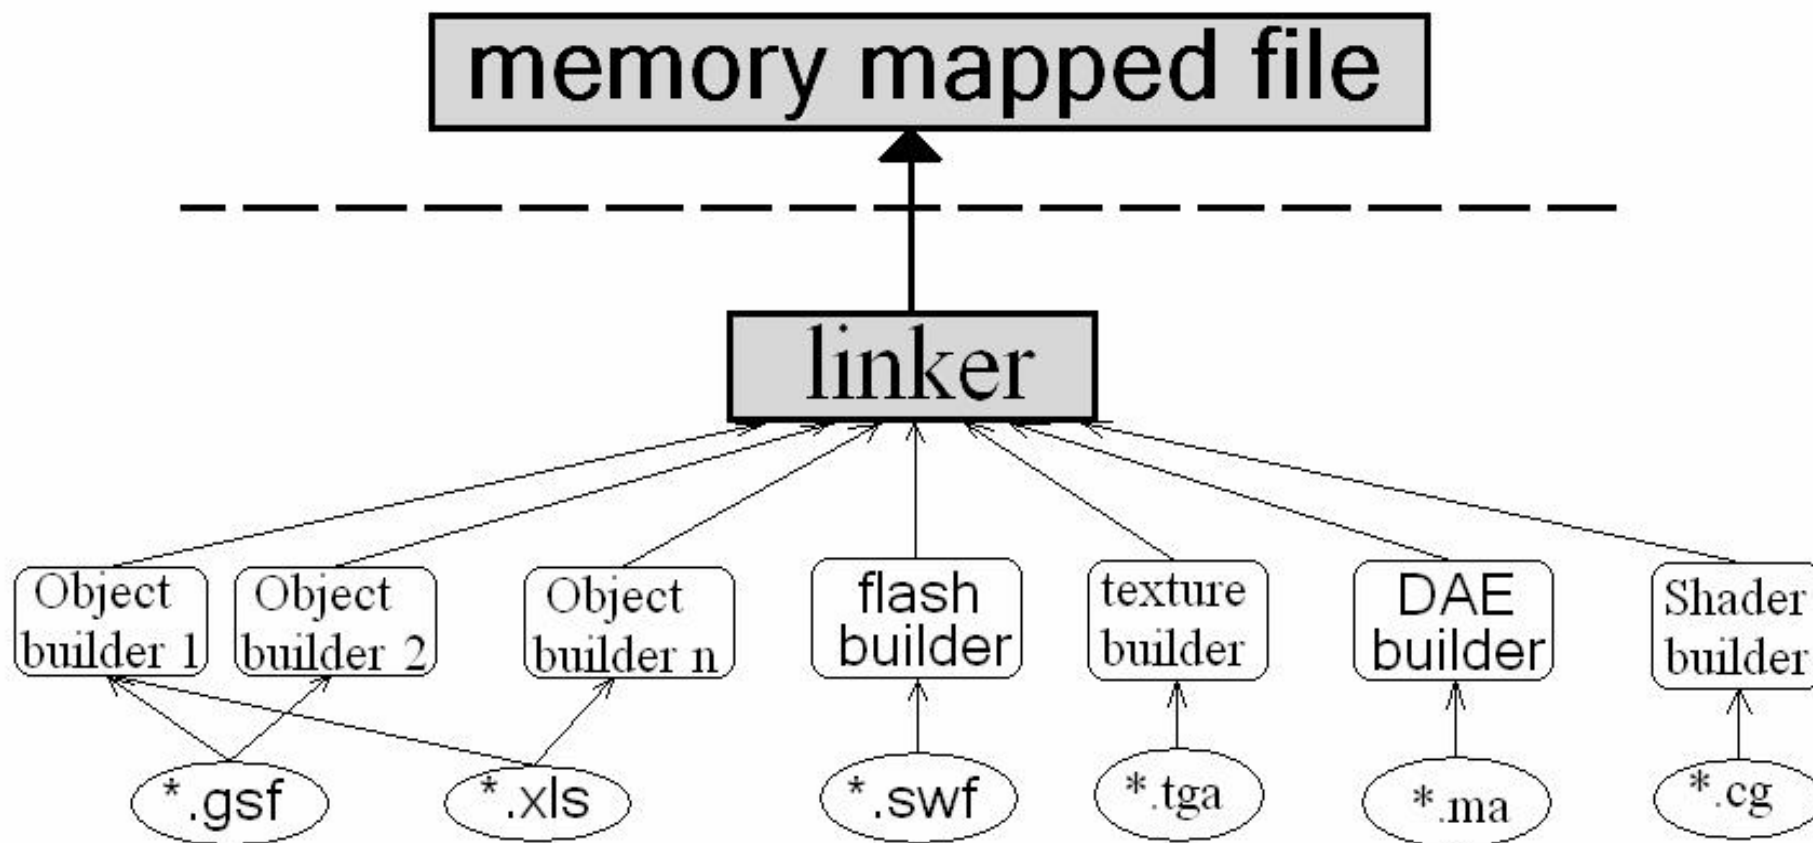 memory mapped file
linker
Object
builder 1
Object
builder 2
Object
builder n
flash
builder
texture
builder
DAE
builder
Shader
builder
*.gsf
*.xls
*.swf
*.tga
*.ma
*.cg